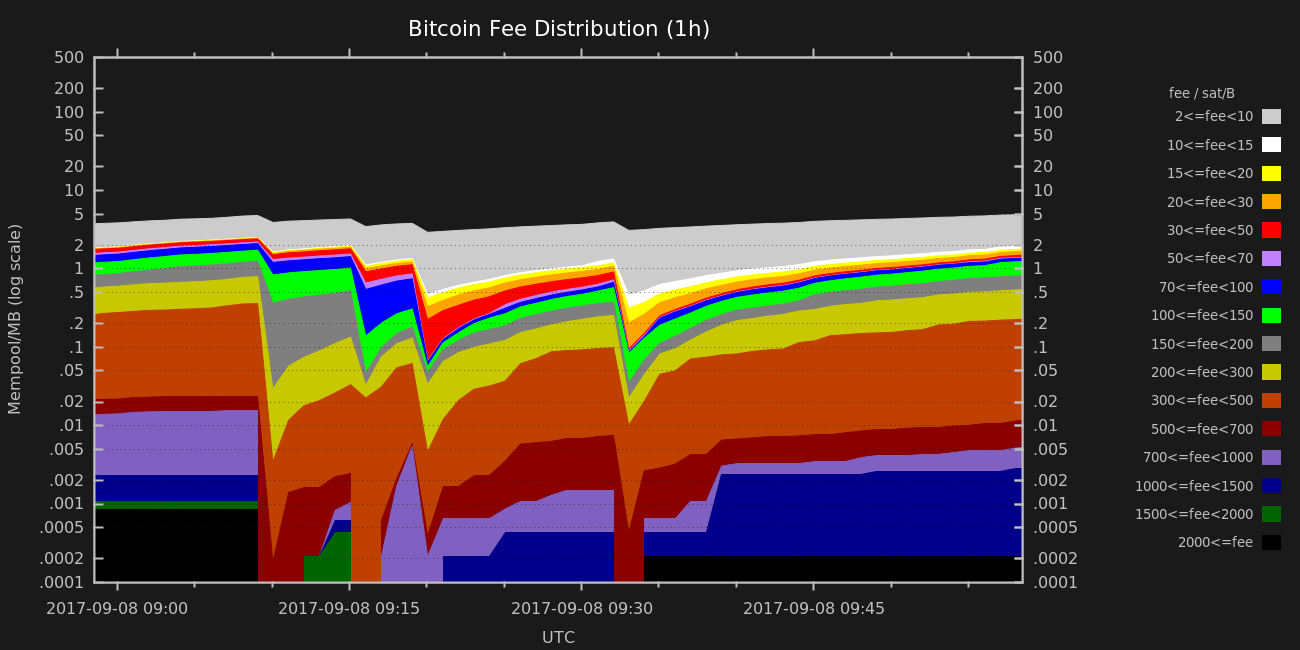 Bitcoin Fee Distribution (1h)
Mempool/MB (log scale)
500
200
100
50
20
10
5
2
1
.5
.2
.1
.05
.02
.01
.005
.002
.001
.0005
.0002
.0001
500
200
100
50
20
10
5
2
1
.5
.2
.1
.05
.02
.01
.005
.002
.001
.0005
.0002
.0001
2017-09-08 09:00
2017-09-08 09:15
2017-09-08 09:30
2017-09-08 09:45
UTC
fee / sat/B
2<=fee<10
10<=fee<15
15<=fee<20
20<=fee<30
30<=fee<50
50<=fee<70
70<=fee<100
100<=fee<150
150<=fee<200
200<=fee<300
300<=fee<500
500<=fee<700
700<=fee<1000
1000<=fee<1500
1500<=fee<2000
2000<=fee